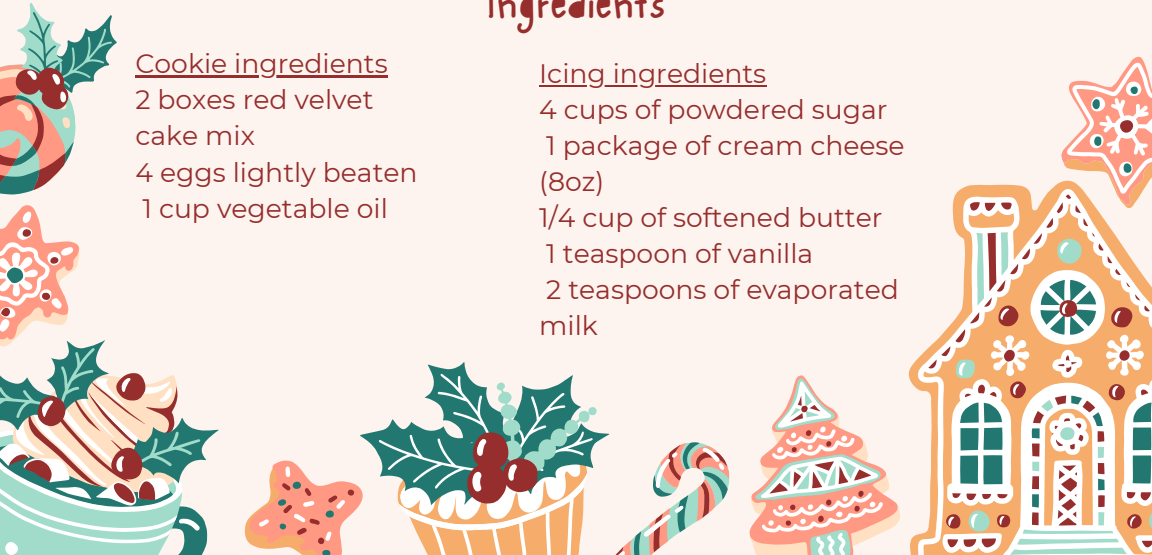 Ingredients
Cookie ingredients
2 boxes red velvet
cake mix
4 eggs lightly beaten
1 cup vegetable oil
Icing ingredients
4 cups of powdered sugar
1 package of cream cheese
(8oz)
1/4 cup of softened butter
1 teaspoon of vanilla
2 teaspoons of evaporated
milk